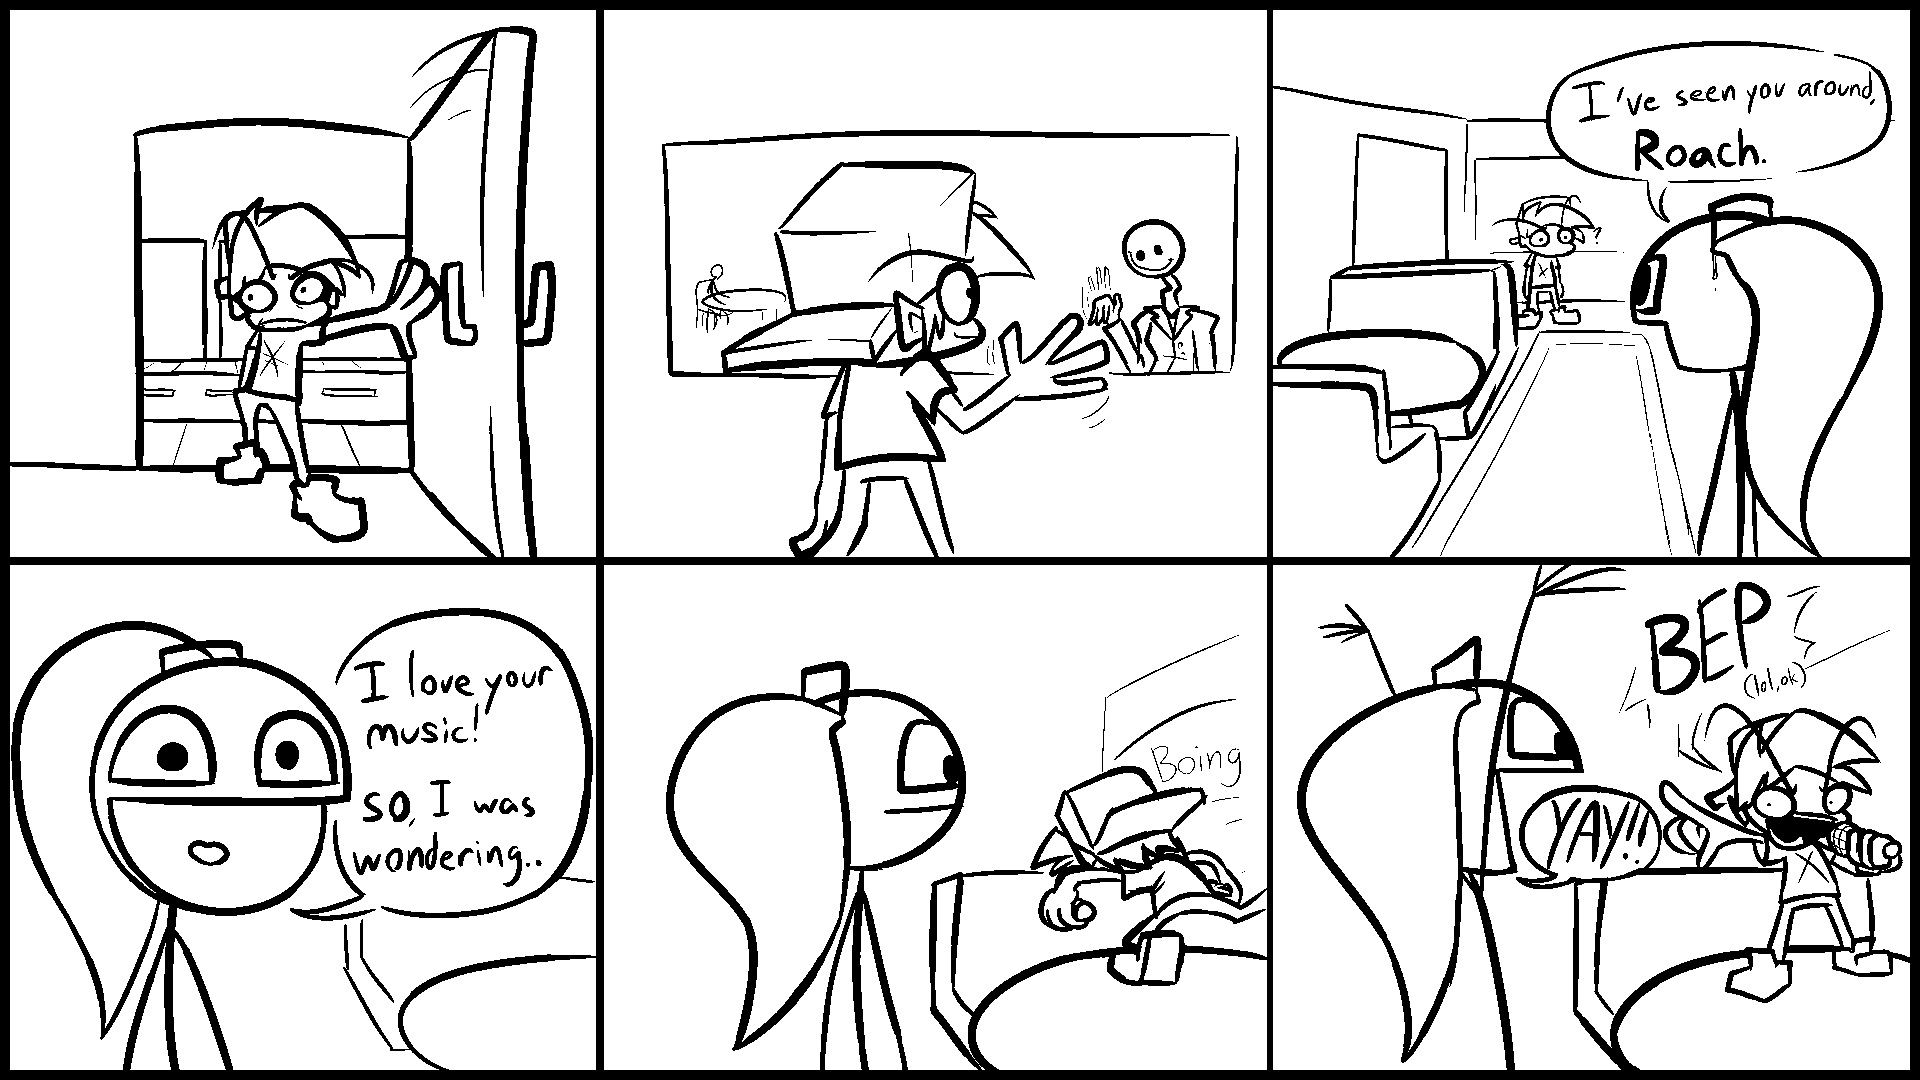 I've seen you around,
Roach.
I love your
music!
so, I was
wondering..
Boing
BEP
(lol, ok)
YAY!!